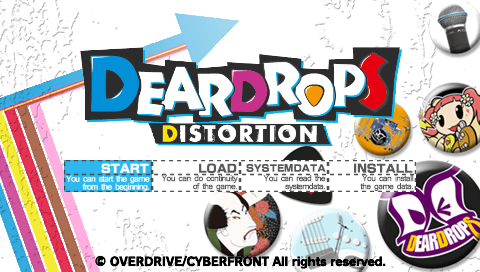 DEARDROPS
DISTORTION
START
You can start the game
from the beginning.
LOAD
You can do continuity
of the game.
SYSTEMDATA
You can read the
systemdata.
INSTALL
You can install
the game data.
DEARDROPS
© OVERDRIVE/CYBERFRONT All rights reserved.